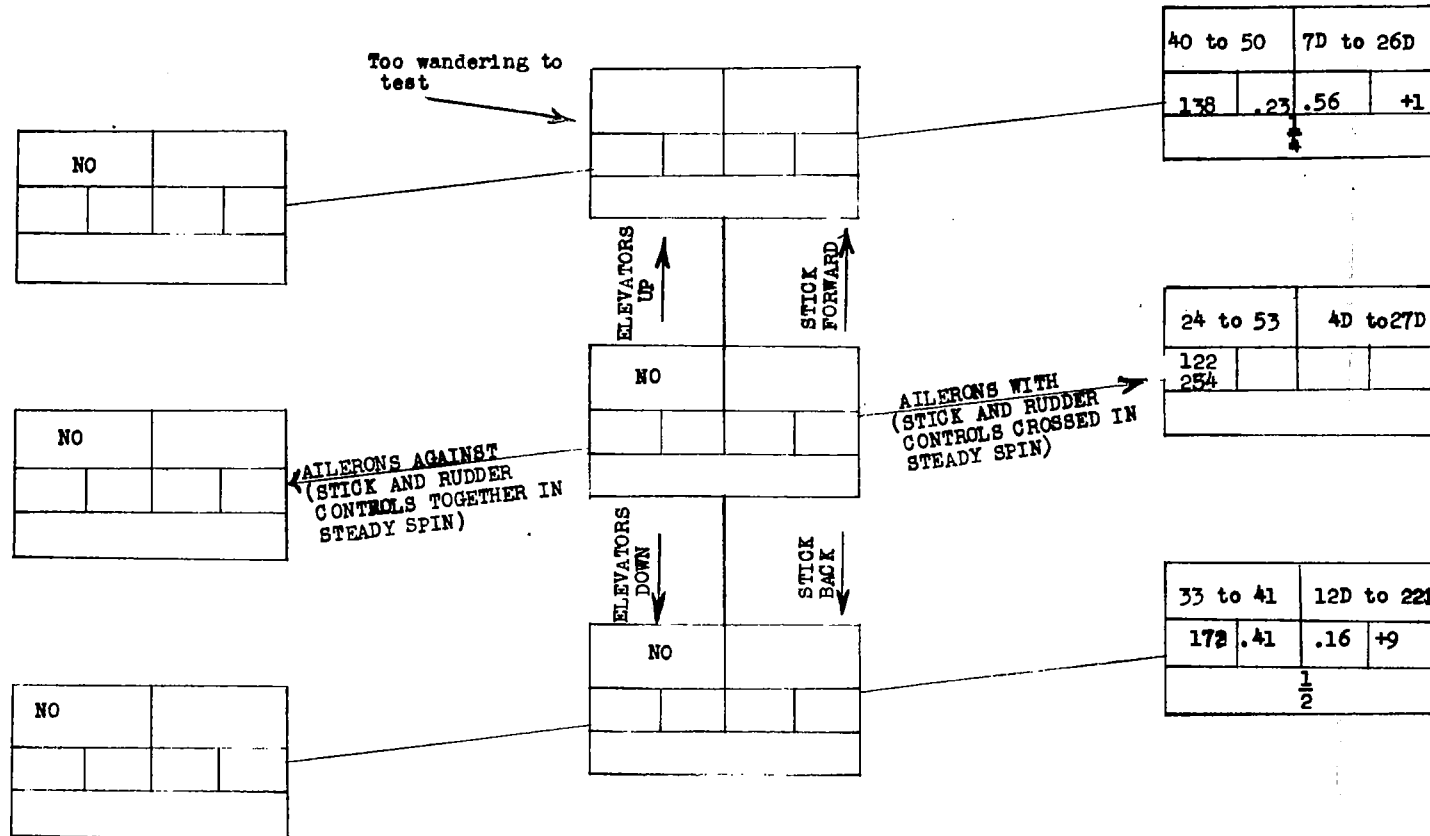 Too wandering to
test
40 to 50 7D to 26D
138 .23 .56 +1
NO
ELEVATORS
UP
STICK
FORWARD
24 to 53 4D to27D
122
254
NO
AILERONS WITH
(STICK AND RUDDER
CONTROLS CROSSED IN
STEADY SPIN)
NO
AILERONS AGAINST
(STICK AND RUDDER
CONTROLS TOGETHER IN
STEADY SPIN)
ELEVATORS
DOWN
STICK
BACK
33 to 41 12D to
172 .41 .16 +9
1/2
NO
NO